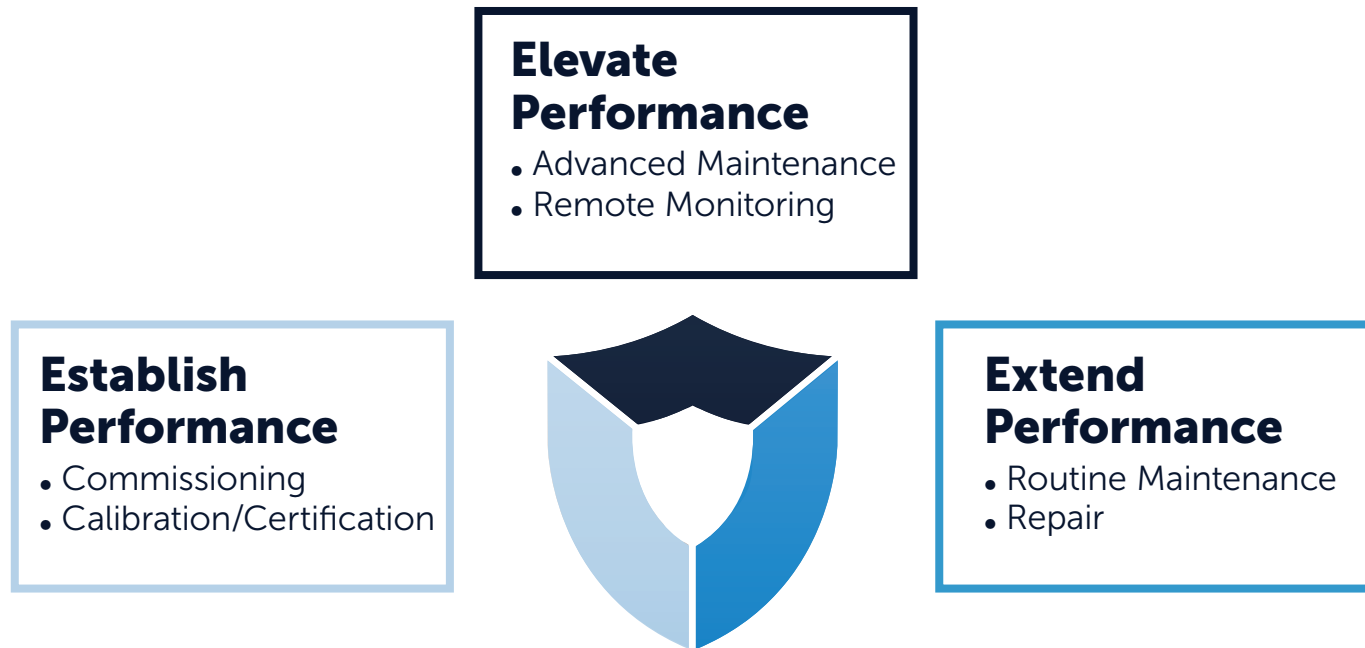 Elevate
Performance
• Advanced Maintenance
• Remote Monitoring
Establish
Performance
• Commissioning
• Calibration/Certification
Extend
Performance
• Routine Maintenance
• Repair